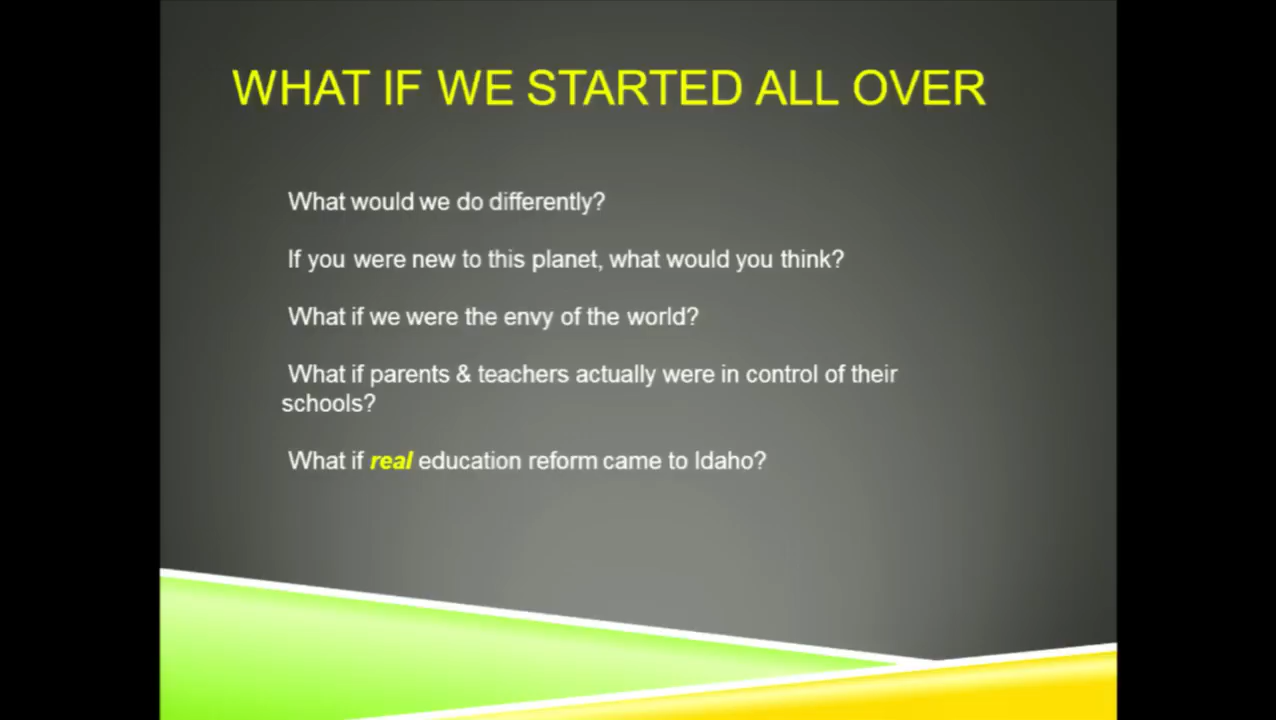 WHAT IF WE STARTED ALL OVER
What would we do differently?
If you were new to this planet, what would you think?
What if we were the envy of the world?
What if parents & teachers actually were in control of their
schools?
What if real education reform came to Idaho?